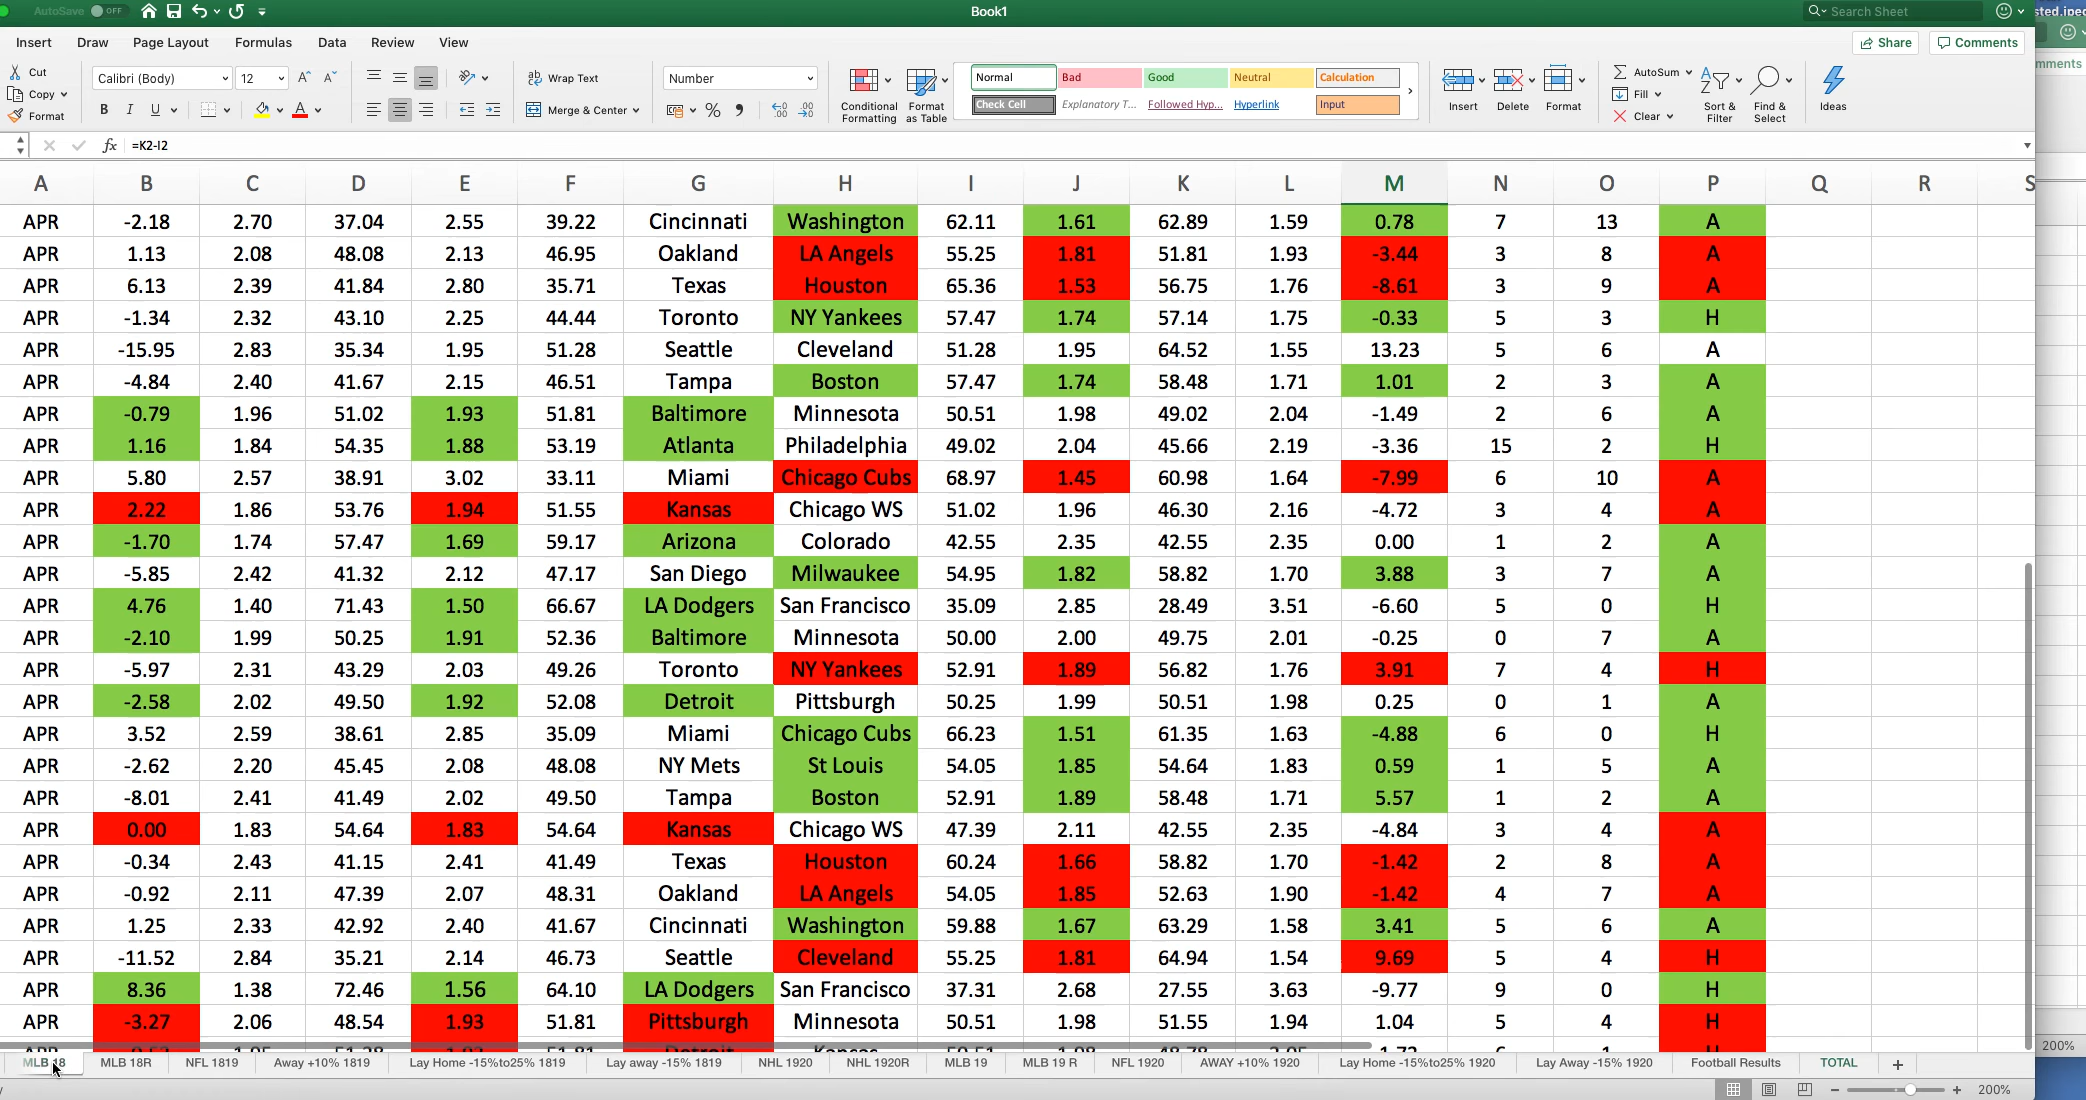 AutoSave OFF Book1 Search Sheet
Insert Draw Page Layout Formulas Data Review View Share Comments
Cut Calibri (Body) 12 Wrap Text Number Normal Bad Good Neutral Calculation AutoSum
Copy Fill
Format Merge & Center Conditional Formatting Format as Table Check Cell Explanatory T... Followed Hyp... Hyperlink Input Insert Delete Format Clear Sort & Filter Find & Select Ideas
fx =K2-I2
A B C D E F G H I J K L M N O P Q R S
APR -2.18 2.70 37.04 2.55 39.22 Cincinnati Washington 62.11 1.61 62.89 1.59 0.78 7 13 A
APR 1.13 2.08 48.08 2.13 46.95 Oakland LA Angels 55.25 1.81 51.81 1.93 -3.44 3 8 A
APR 6.13 2.39 41.84 2.80 35.71 Texas Houston 65.36 1.53 56.75 1.76 -8.61 3 9 A
APR -1.34 2.32 43.10 2.25 44.44 Toronto NY Yankees 57.47 1.74 57.14 1.75 -0.33 5 3 H
APR -15.95 2.83 35.34 1.95 51.28 Seattle Cleveland 51.28 1.95 64.52 1.55 13.23 5 6 A
APR -4.84 2.40 41.67 2.15 46.51 Tampa Boston 57.47 1.74 58.48 1.71 1.01 2 3 A
APR -0.79 1.96 51.02 1.93 51.81 Baltimore Minnesota 50.51 1.98 49.02 2.04 -1.49 2 6 A
APR 1.16 1.84 54.35 1.88 53.19 Atlanta Philadelphia 49.02 2.04 45.66 2.19 -3.36 15 2 H
APR 5.80 2.57 38.91 3.02 33.11 Miami Chicago Cubs 68.97 1.45 60.98 1.64 -7.99 6 10 A
APR 2.22 1.86 53.76 1.94 51.55 Kansas Chicago WS 51.02 1.96 46.30 2.16 -4.72 3 4 A
APR -1.70 1.74 57.47 1.69 59.17 Arizona Colorado 42.55 2.35 42.55 2.35 0.00 1 2 A
APR -5.85 2.42 41.32 2.12 47.17 San Diego Milwaukee 54.95 1.82 58.82 1.70 3.88 3 7 A
APR 4.76 1.40 71.43 1.50 66.67 LA Dodgers San Francisco 35.09 2.85 28.49 3.51 -6.60 5 0 H
APR -2.10 1.99 50.25 1.91 52.36 Baltimore Minnesota 50.00 2.00 49.75 2.01 -0.25 0 7 A
APR -5.97 2.31 43.29 2.03 49.26 Toronto NY Yankees 52.91 1.89 56.82 1.76 3.91 7 4 H
APR -2.58 2.02 49.50 1.92 52.08 Detroit Pittsburgh 50.25 1.99 50.51 1.98 0.25 0 1 A
APR 3.52 2.59 38.61 2.85 35.09 Miami Chicago Cubs 66.23 1.51 61.35 1.63 -4.88 6 0 H
APR -2.62 2.20 45.45 2.08 48.08 NY Mets St Louis 54.05 1.85 54.64 1.83 0.59 1 5 A
APR -8.01 2.41 41.49 2.02 49.50 Tampa Boston 52.91 1.89 58.48 1.71 5.57 1 2 A
APR 0.00 1.83 54.64 1.83 54.64 Kansas Chicago WS 47.39 2.11 42.55 2.35 -4.84 3 4 A
APR -0.34 2.43 41.15 2.41 41.49 Texas Houston 60.24 1.66 58.82 1.70 -1.42 2 8 A
APR -0.92 2.11 47.39 2.07 48.31 Oakland LA Angels 54.05 1.85 52.63 1.90 -1.42 4 7 A
APR 1.25 2.33 42.92 2.40 41.67 Cincinnati Washington 59.88 1.67 63.29 1.58 3.41 5 6 A
APR -11.52 2.84 35.21 2.14 46.73 Seattle Cleveland 55.25 1.81 64.94 1.54 9.69 5 4 H
APR 8.36 1.38 72.46 1.56 64.10 LA Dodgers San Francisco 37.31 2.68 27.55 3.63 -9.77 9 0 H
APR -3.27 2.06 48.54 1.93 51.81 Pittsburgh Minnesota 50.51 1.98 51.55 1.94 1.04 5 4 H
MLB 18 MLB 18R NFL 1819 Away +10% 1819 Lay Home -15%to25% 1819 Lay away -15% 1819 NHL 1920 NHL 1920R MLB 19 MLB 19 R NFL 1920 AWAY +10% 1920 Lay Home -15%to25% 1920 Lay Away -15% 1920 Football Results TOTAL
200%
200%